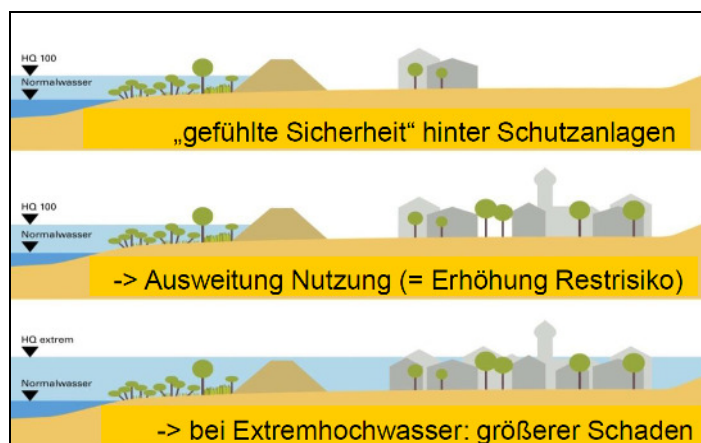 HQ 100
Normalwasser
„gefühlte Sicherheit“ hinter Schutzanlagen
HQ 100
Normalwasser
-> Ausweitung Nutzung (= Erhöhung Restrisiko)
HQ extrem
Normalwasser
-> bei Extremhochwasser: größerer Schaden